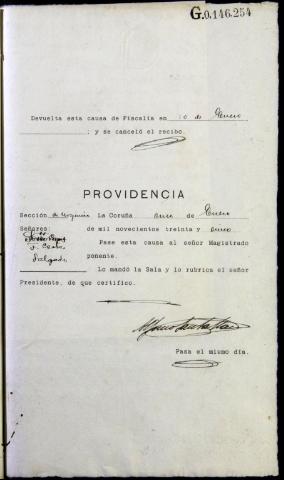 G.0.146.254
Devuelta esta causa de Fiscalía en 10 de Enero
; y se canceló el recibo.
PROVIDENCIA
Sección de Urgencia La Coruña once de Enero
Señores: de mil novecientos treinta y cinco
Pase esta causa al señor Magistrado
ponente.
Salgado
Lo mandó la Sala y lo rubrica el señor
Presidente, de que certifico.
Pasa el mismo día.